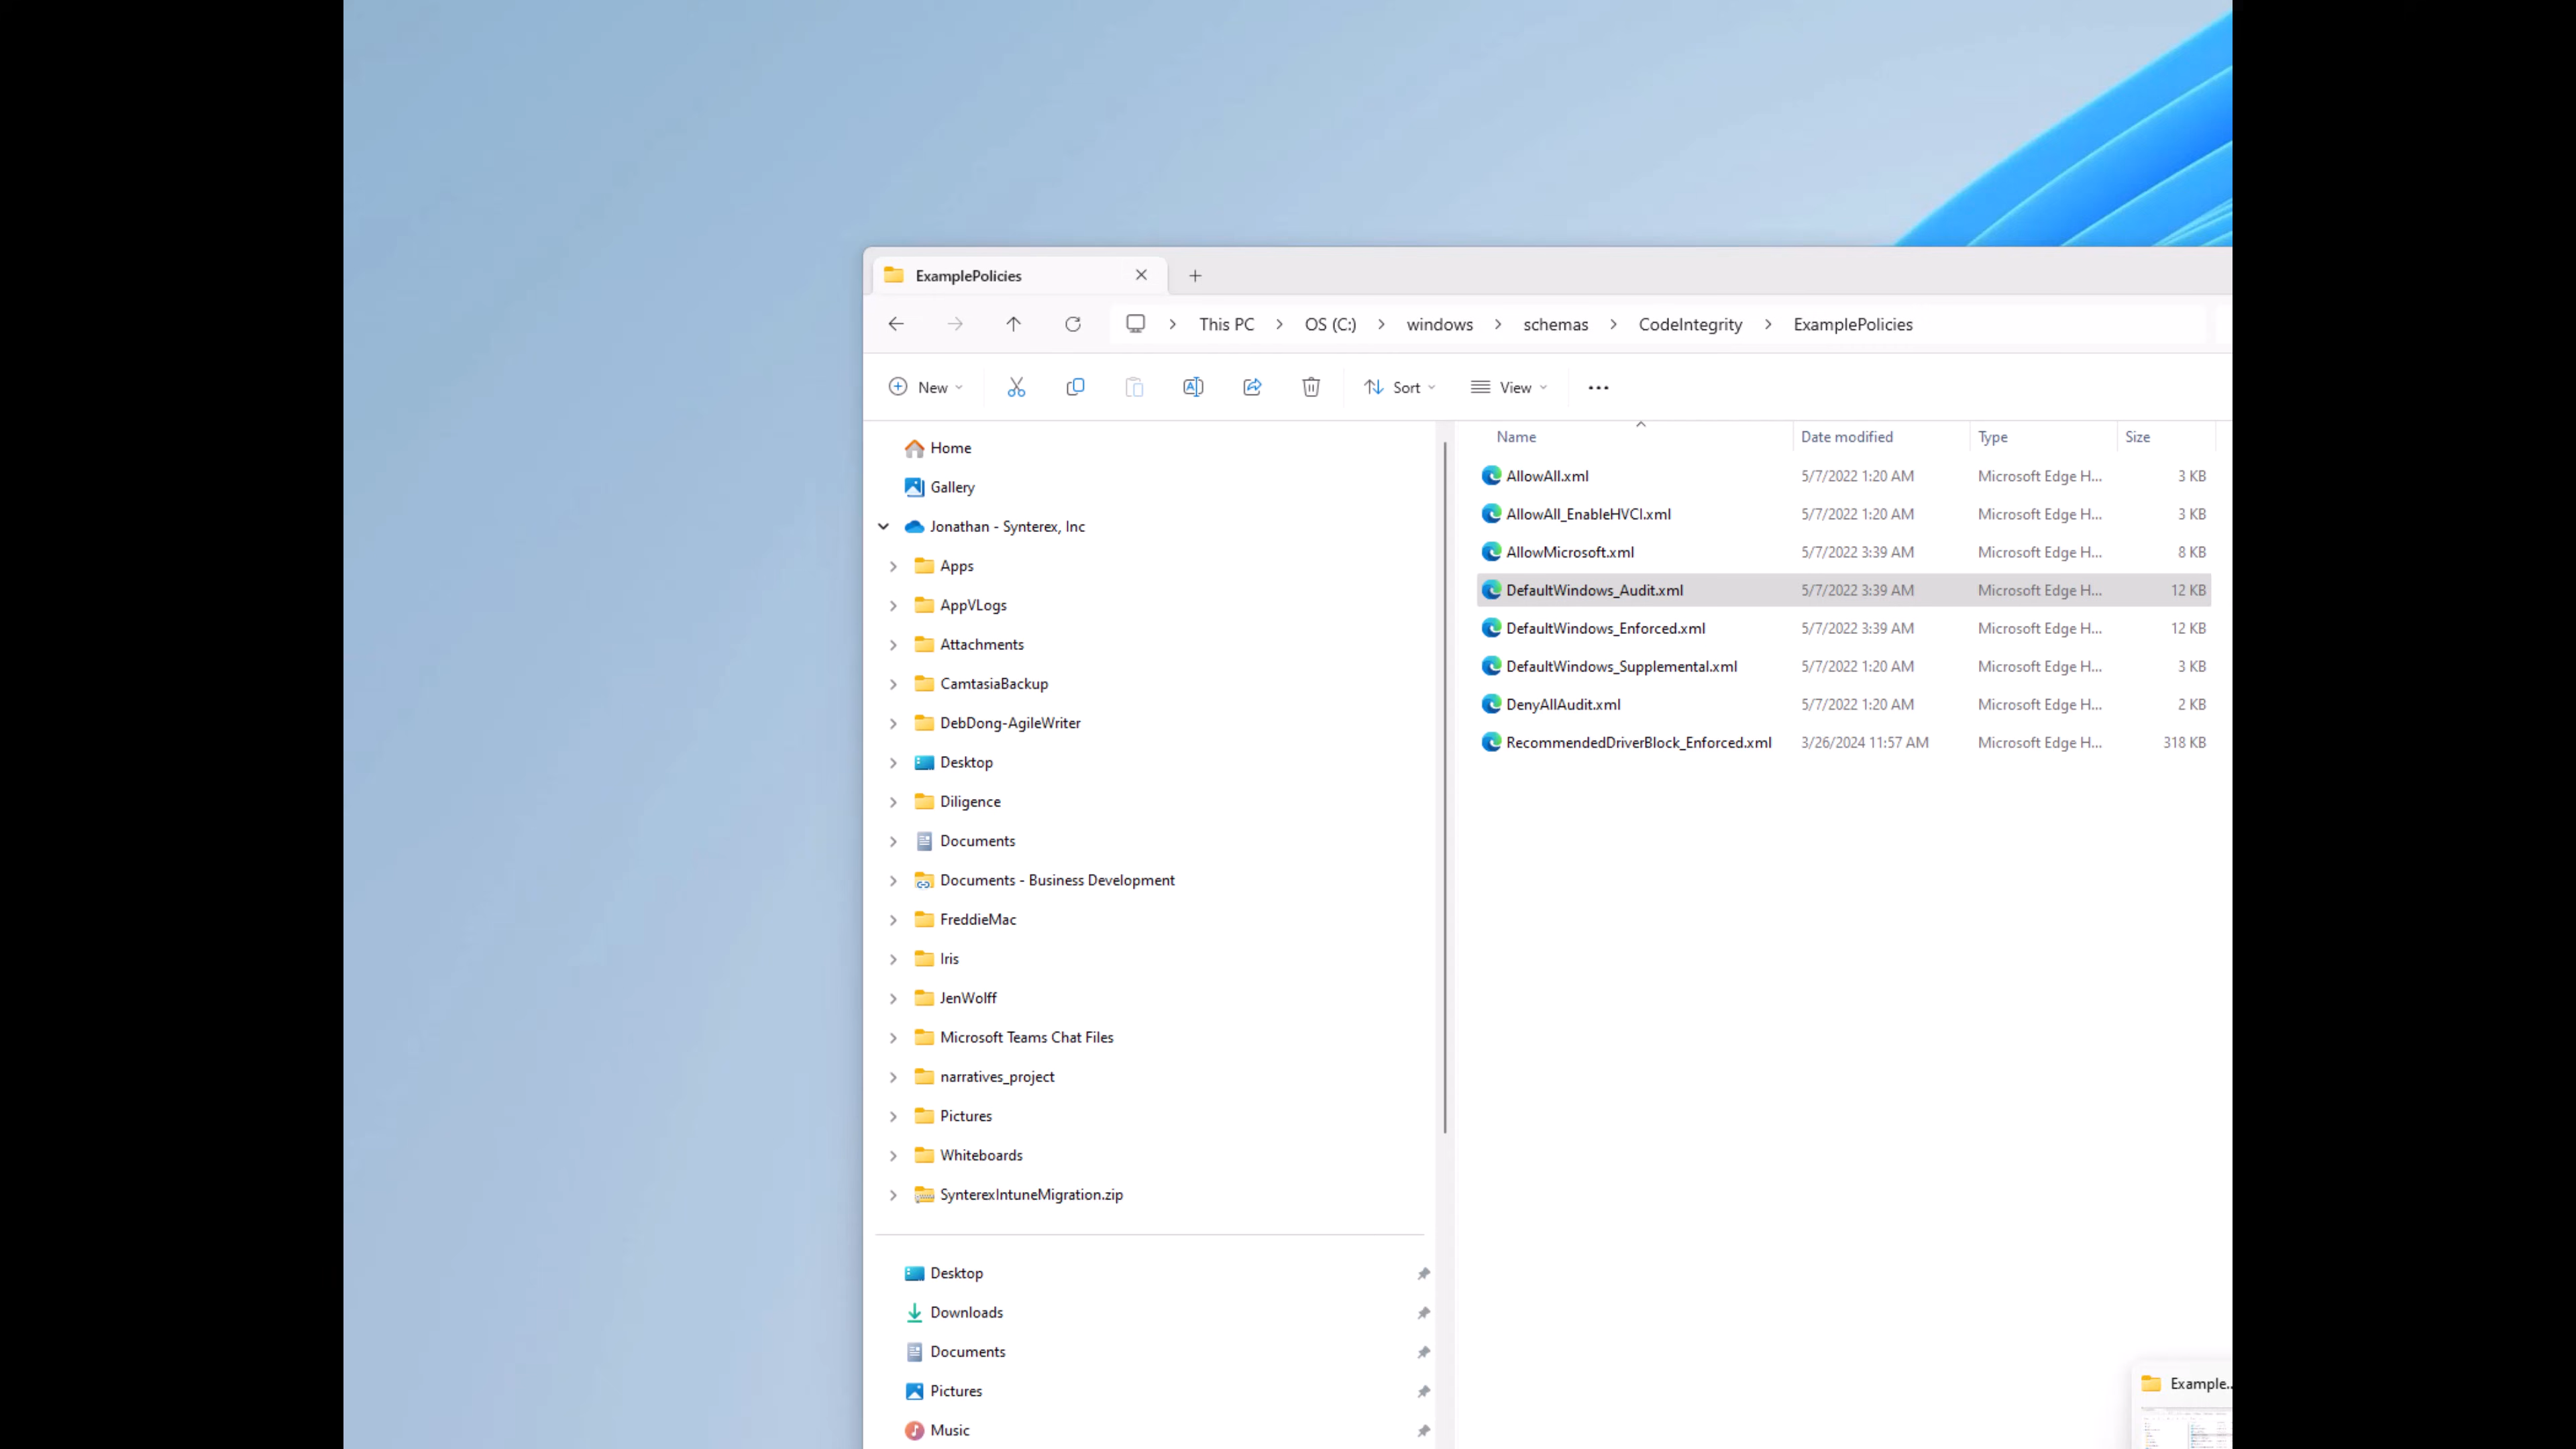 ExamplePolicies
This PC
OS (C:)
windows
schemas
CodeIntegrity
ExamplePolicies
New
Sort
View
Home
Gallery
Jonathan - Synterex, Inc
Apps
AppVLogs
Attachments
CamtasiaBackup
DebDong-AgileWriter
Desktop
Diligence
Documents
Documents - Business Development
FreddieMac
Iris
JenWolff
Microsoft Teams Chat Files
narratives_project
Pictures
Whiteboards
SynterexIntuneMigration.zip
Desktop
Downloads
Documents
Pictures
Music
Name Date modified Type Size
AllowAll.xml 5/7/2022 1:20 AM Microsoft Edge H... 3 KB
AllowAll_EnableHVCI.xml 5/7/2022 1:20 AM Microsoft Edge H... 3 KB
AllowMicrosoft.xml 5/7/2022 3:39 AM Microsoft Edge H... 8 KB
DefaultWindows_Audit.xml 5/7/2022 3:39 AM Microsoft Edge H... 12 KB
DefaultWindows_Enforced.xml 5/7/2022 3:39 AM Microsoft Edge H... 12 KB
DefaultWindows_Supplemental.xml 5/7/2022 1:20 AM Microsoft Edge H... 3 KB
DenyAllAudit.xml 5/7/2022 1:20 AM Microsoft Edge H... 2 KB
RecommendedDriverBlock_Enforced.xml 3/26/2024 11:57 AM Microsoft Edge H... 318 KB
Example..